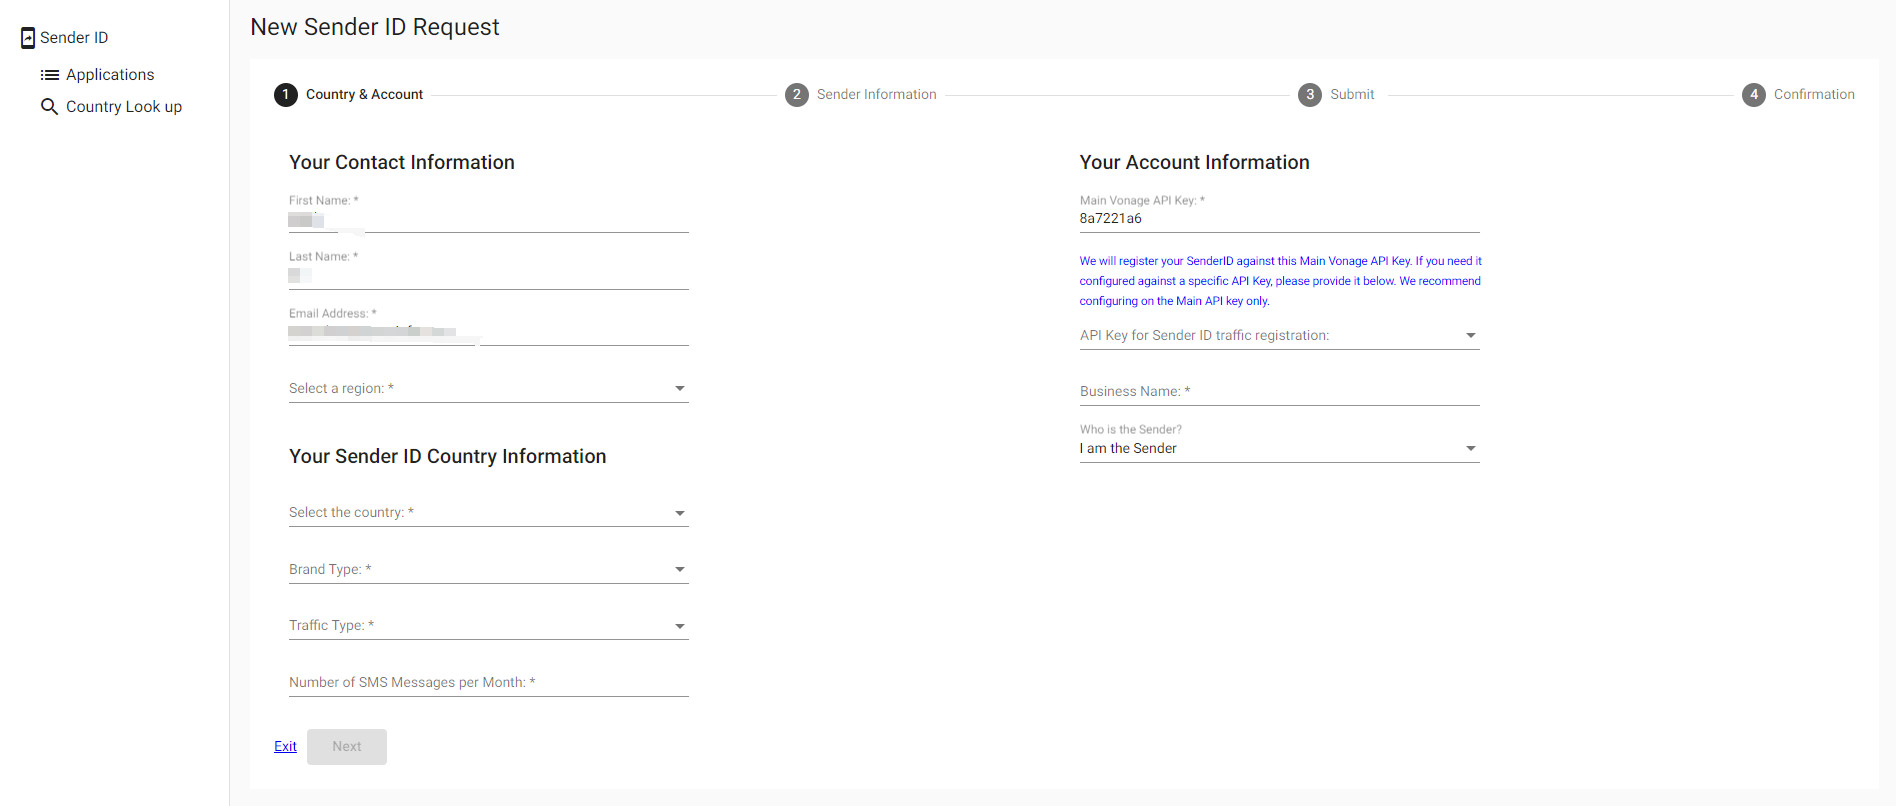 Sender ID
Applications
Country Look up
New Sender ID Request
1 Country & Account
2 Sender Information
3 Submit
4 Confirmation
Your Contact Information
First Name: *
Last Name: *
Email Address: *
Select a region: *
Your Sender ID Country Information
Select the country: *
Brand Type: *
Traffic Type: *
Number of SMS Messages per Month: *
Exit
Next
Your Account Information
Main Vonage API Key: *
8a7221a6
We will register your SenderID against this Main Vonage API Key. If you need it
configured against a specific API Key, please provide it below. We recommend
configuring on the Main API key only.
API Key for Sender ID traffic registration:
Business Name: *
Who is the Sender?
I am the Sender